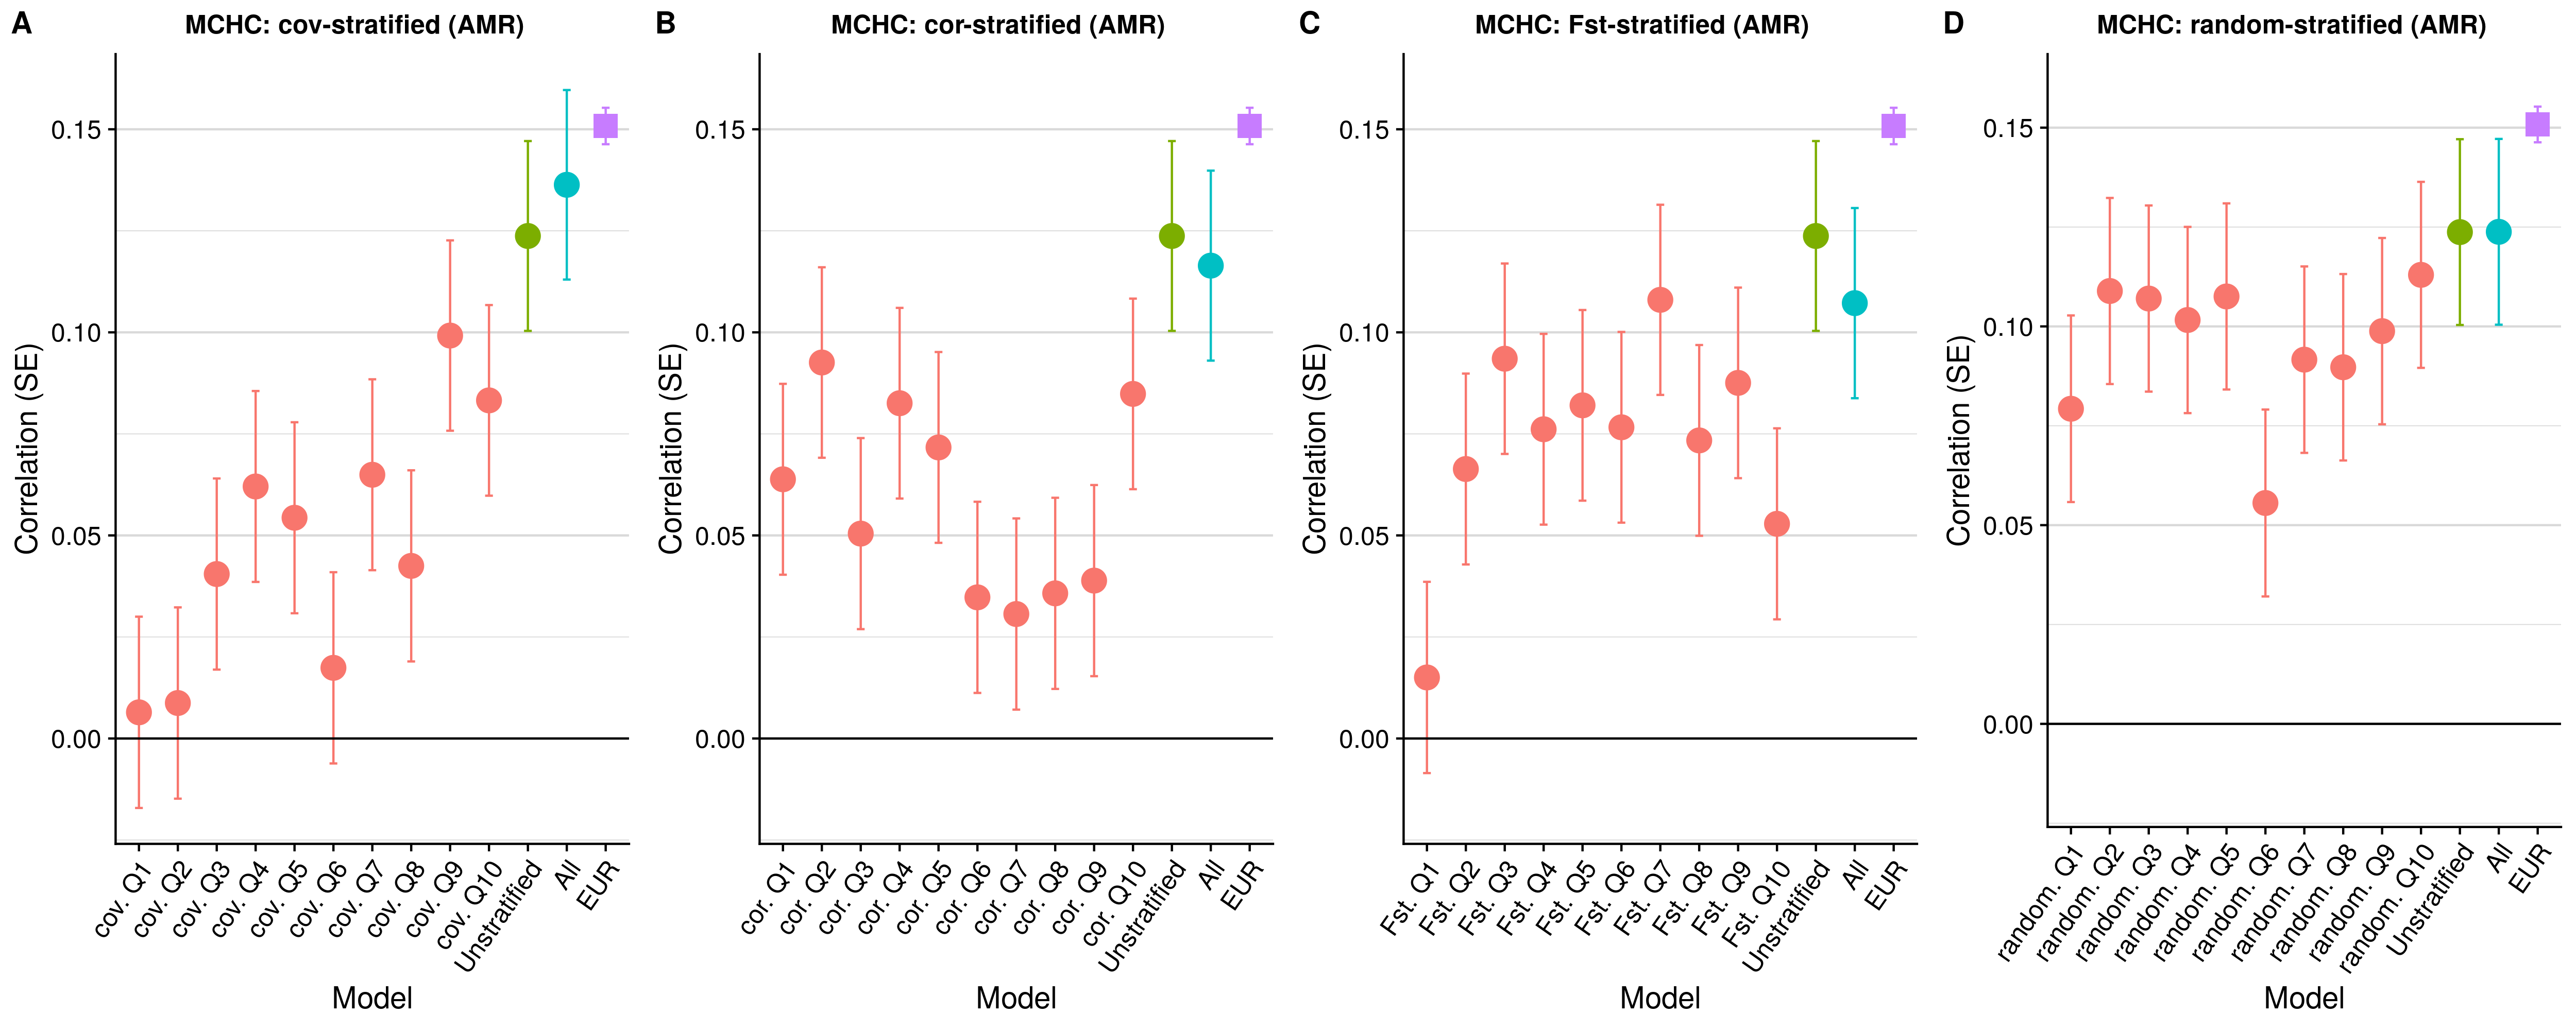 A
MCHC: cov-stratified (AMR)
Correlation (SE)
0.15
0.10
0.05
0.00
cov. Q1
cov. Q2
cov. Q3
cov. Q4
cov. Q5
cov. Q6
cov. Q7
cov. Q8
cov. Q9
cov. Q10
Unstratified
All
EUR
Model
B
MCHC: cor-stratified (AMR)
Correlation (SE)
0.15
0.10
0.05
0.00
cor. Q1
cor. Q2
cor. Q3
cor. Q4
cor. Q5
cor. Q6
cor. Q7
cor. Q8
cor. Q9
cor. Q10
Unstratified
All
EUR
Model
C
MCHC: Fst-stratified (AMR)
Correlation (SE)
0.15
0.10
0.05
0.00
Fst. Q1
Fst. Q2
Fst. Q3
Fst. Q4
Fst. Q5
Fst. Q6
Fst. Q7
Fst. Q8
Fst. Q9
Fst. Q10
Unstratified
All
EUR
Model
D
MCHC: random-stratified (AMR)
Correlation (SE)
0.15
0.10
0.05
0.00
random. Q1
random. Q2
random. Q3
random. Q4
random. Q5
random. Q6
random. Q7
random. Q8
random. Q9
random. Q10
Unstratified
All
EUR
Model